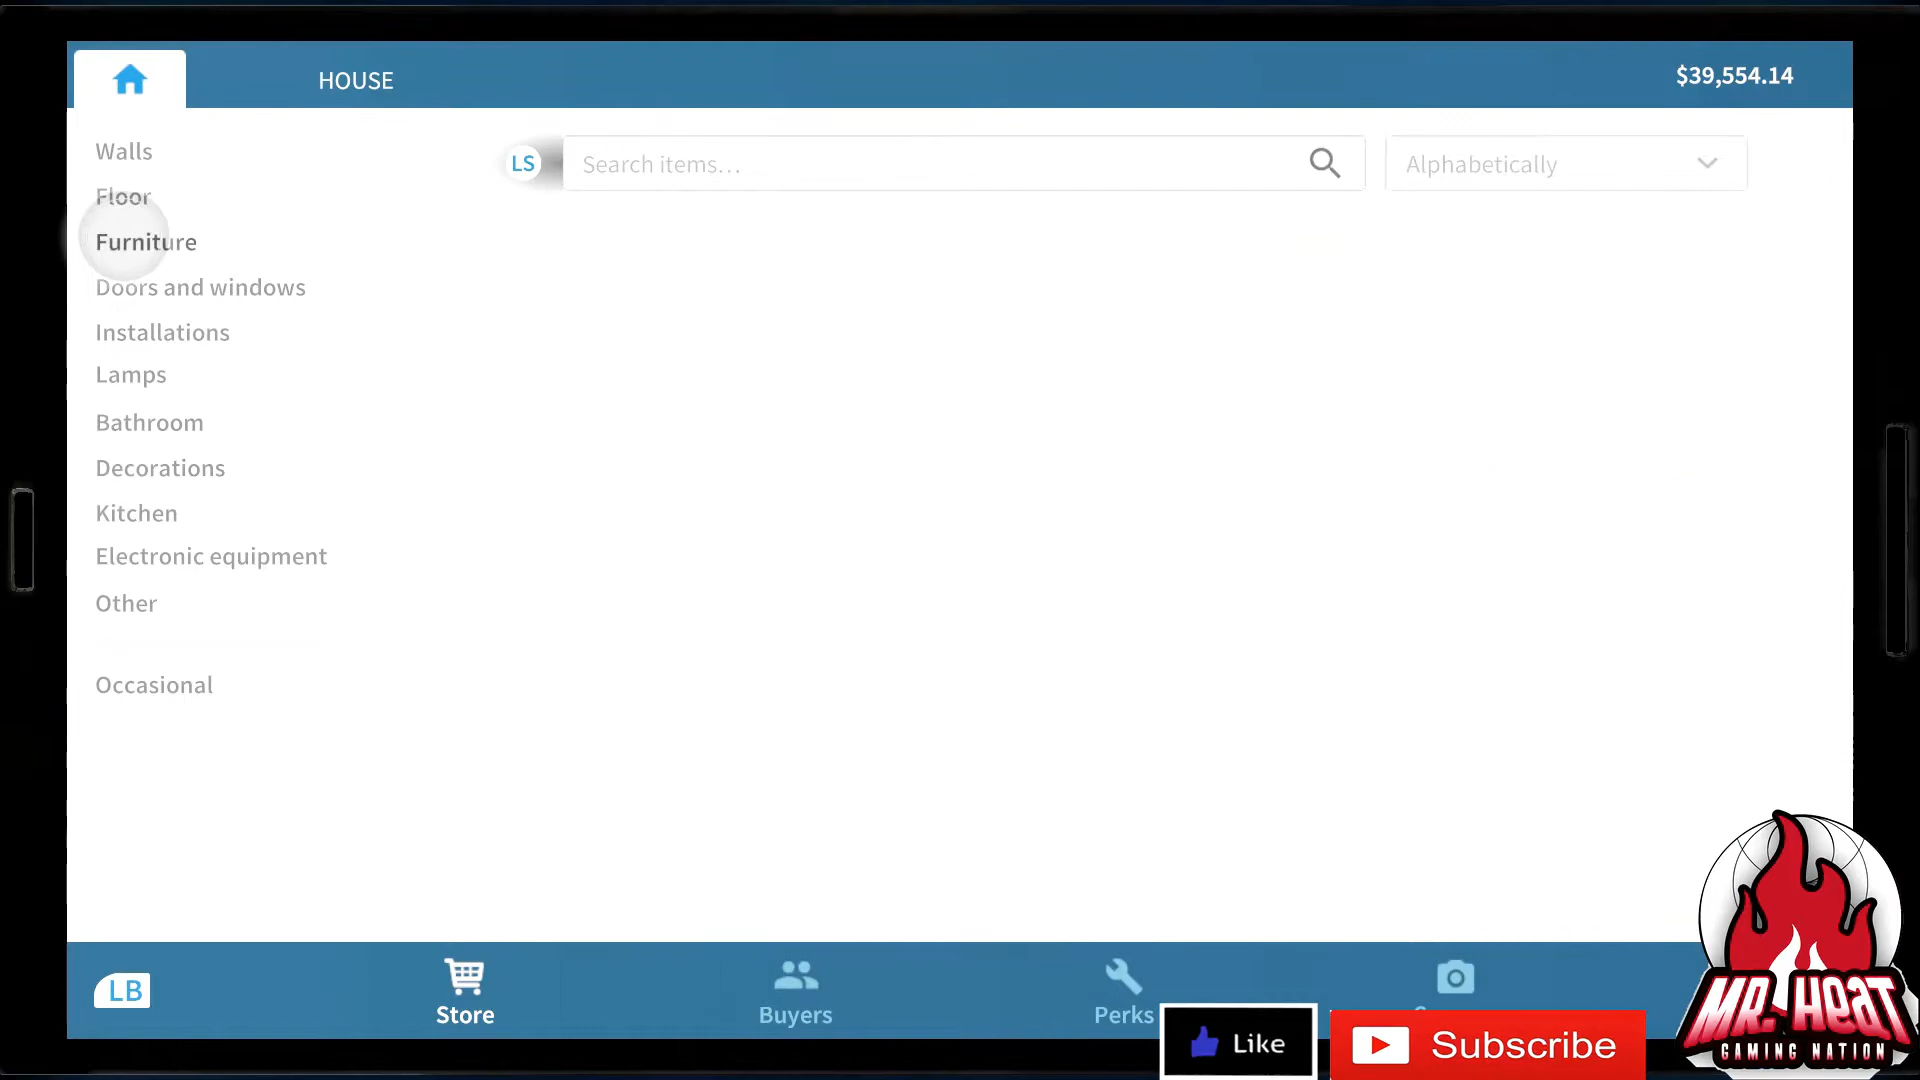 HOUSE
$39,554.14
Walls
LS
Search items...
Alphabetically
Floor
Furniture
Doors and windows
Installations
Lamps
Bathroom
Decorations
Kitchen
Electronic equipment
Other
Occasional
LB
Store
Buyers
Perks
Like
Subscribe
MR. HEAT
GAMING NATION